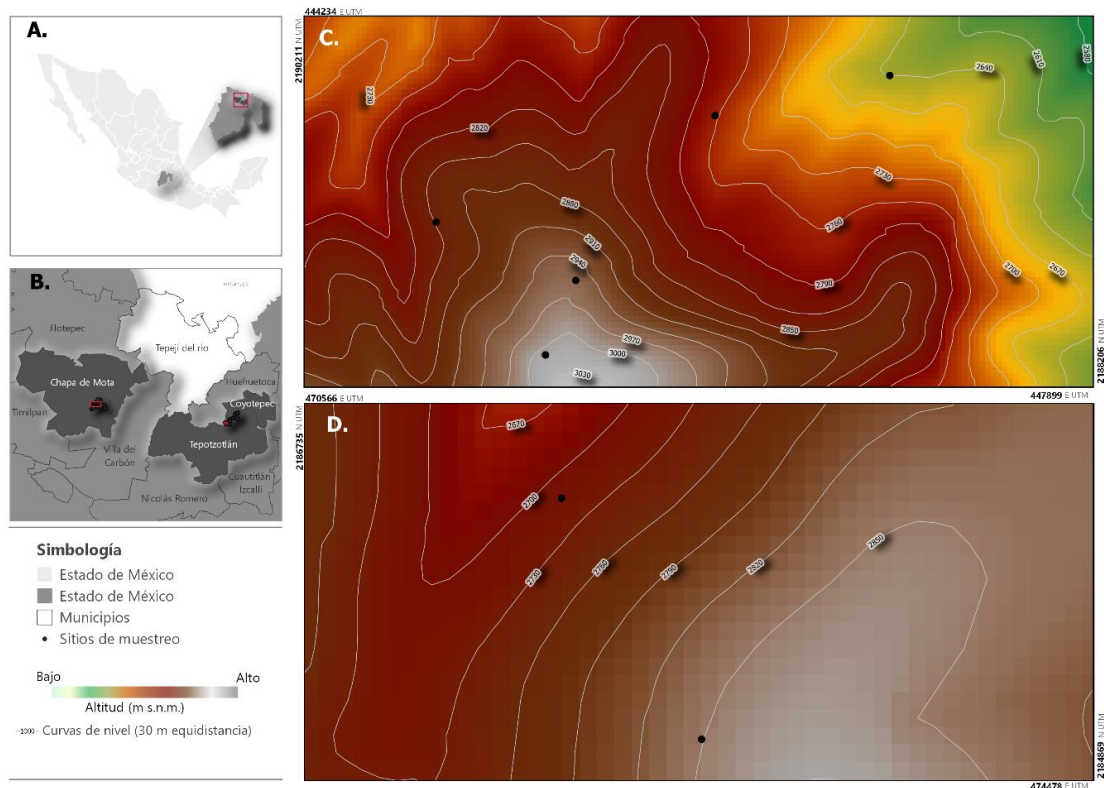 A.
B.
Jilotepec
Tepejí del río
Chapa de Mota
Huehuetoca
Coyotepec
Timilpan
Villa del
Carbón
Tepotzotlán
Cuautitlán
Izcalli
Nicolás Romero
Simbología
Estado de México
Estado de México
Municipios
Sitios de muestreo
Bajo
Alto
Altitud (m s.n.m.)
-1000- Curvas de nivel (30 m equidistancia)
444234 E UTM
2190211 N UTM
C.
2730
2820
2880
2910
2940
2970
3000
3030
2640
2610
2580
2730
2760
2790
2850
2700
2670
2188206 N UTM
447899 E UTM
470566 E UTM
2186735 N UTM
D.
2670
2700
2730
2760
2790
2820
2850
2184869 N UTM
474478 E UTM